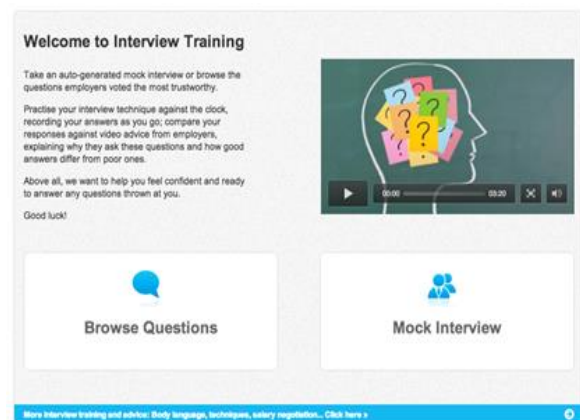 Welcome to Interview Training
Take an auto-generated mock interview or browse the
questions employers voted the most trustworthy.
Practise your interview technique against the clock,
recording your answers as you go; compare your
responses against video advice from employers,
explaining why they ask these questions and how good
answers differ from poor ones.
Above all, we want to help you feel confident and ready
to answer any questions thrown at you.
Good luck!
? ? ? ? ? ?
00:00 03:20
Browse Questions
Mock Interview
More interview training and advice: Body language, techniques, salary negotiation... Click here »